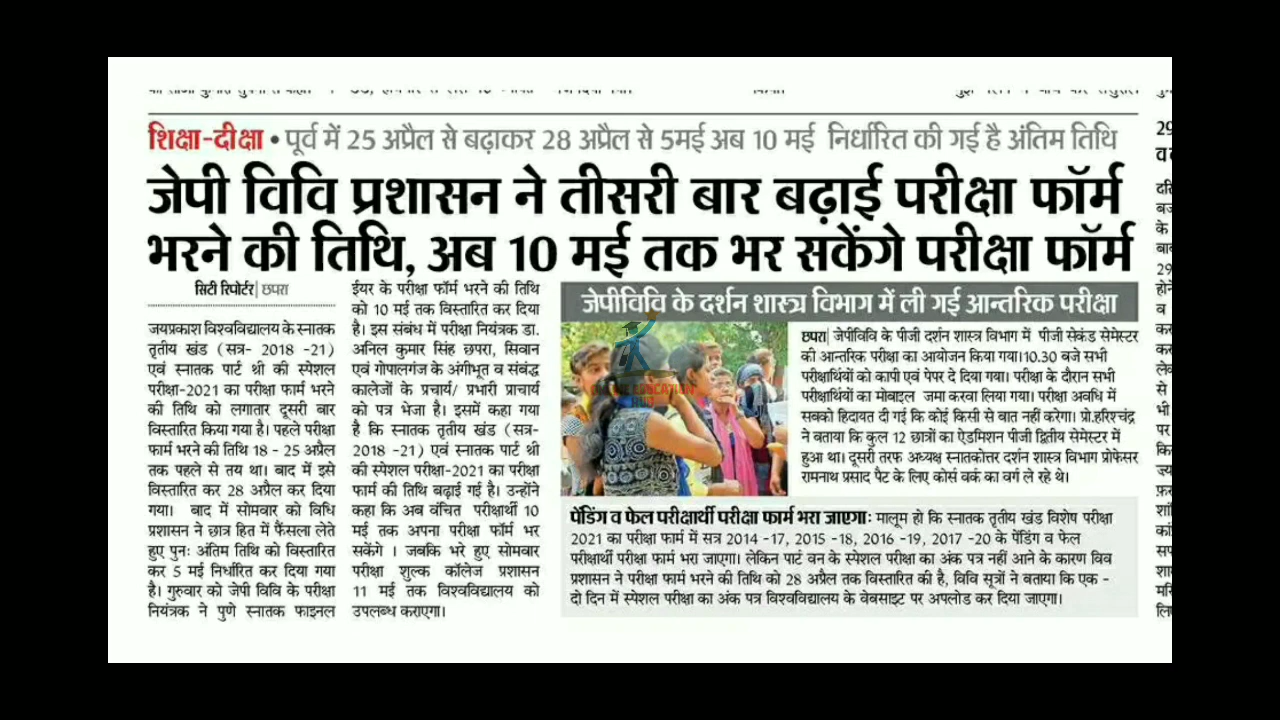 शिक्षा-दीक्षा • पूर्व में 25 अप्रैल से बढ़ाकर 28 अप्रैल से 5मई अब 10 मई निर्धारित की गई है अंतिम तिथि
जेपी विवि प्रशासन ने तीसरी बार बढ़ाई परीक्षा फॉर्म
भरने की तिथि, अब 10 मई तक भर सकेंगे परीक्षा फॉर्म
सिटी रिपोर्टर| छपरा
जयप्रकाश विश्वविद्यालय के स्नातक
तृतीय खंड (सत्र- 2018 -21)
एवं स्नातक पार्ट थ्री की स्पेशल
परीक्षा-2021 का परीक्षा फार्म भरने
की तिथि को लगातार दूसरी बार
विस्तारित किया गया है। पहले परीक्षा
फार्म भरने की तिथि 18 - 25 अप्रैल
तक पहले से तय था। बाद में इसे
विस्तारित कर 28 अप्रैल कर दिया
गया। बाद में सोमवार को विधि
प्रशासन ने छात्र हित में फैंसला लेते
हुए पुनः अंतिम तिथि को विस्तारित
कर 5 मई निर्धारित कर दिया गया
है। गुरुवार को जेपी विवि के परीक्षा
नियंत्रक ने पुणे स्नातक फाइनल
ईयर के परीक्षा फॉर्म भरने की तिथि
को 10 मई तक विस्तारित कर दिया
है। इस संबंध में परीक्षा नियंत्रक डा.
अनिल कुमार सिंह छपरा, सिवान
एवं गोपालगंज के अंगीभूत व संबंद्ध
कालेजों के प्रचार्य/ प्रभारी प्राचार्य
को पत्र भेजा है। इसमें कहा गया
है कि स्नातक तृतीय खंड (सत्र-
2018 -21) एवं स्नातक पार्ट थ्री
की स्पेशल परीक्षा-2021 का परीक्षा
फार्म की तिथि बढ़ाई गई है। उन्होंने
कहा कि अब वंचित परीक्षार्थी 10
मई तक अपना परीक्षा फॉर्म भर
सकेंगे । जबकि भरे हुए सोमवार
परीक्षा शुल्क कॉलेज प्रशासन
11 मई तक विश्वविद्यालय को
उपलब्ध कराएगा।
जेपीविवि के दर्शन शास्त्र विभाग में ली गई आन्तरिक परीक्षा
छपरा| जेपीविवि के पीजी दर्शन शास्त्र विभाग में पीजी सेकंड सेमेस्टर
की आन्तरिक परीक्षा का आयोजन किया गया।10.30 बजे सभी
परीक्षार्थियों को कापी एवं पेपर दे दिया गया। परीक्षा के दौरान सभी
परीक्षार्थियों का मोबाइल जमा करवा लिया गया। परीक्षा अवधि में
सबको हिदायत दी गई कि कोई किसी से बात नहीं करेगा। प्रो.हरिश्चंद्र
ने बताया कि कुल 12 छात्रों का ऐडमिशन पीजी द्वितीय सेमेस्टर में
हुआ था। दूसरी तरफ अध्यक्ष स्नातकोत्तर दर्शन शास्त्र विभाग प्रोफेसर
रामनाथ प्रसाद पैट के लिए कोर्स वर्क का वर्ग ले रहे थे।
पेंडिंग व फेल परीक्षार्थी परीक्षा फार्म भरा जाएगा: मालूम हो कि स्नातक तृतीय खंड विशेष परीक्षा
2021 का परीक्षा फार्म में सत्र 2014 -17, 2015 -18, 2016 -19, 2017 -20 के पेंडिंग व फेल
परीक्षार्थी परीक्षा फार्म भरा जाएगा। लेकिन पार्ट वन के स्पेशल परीक्षा का अंक पत्र नहीं आने के कारण विव
प्रशासन ने परीक्षा फार्म भरने की तिथि को 28 अप्रैल तक विस्तारित की है, विवि सूत्रों ने बताया कि एक -
दो दिन में स्पेशल परीक्षा का अंक पत्र विश्वविद्यालय के वेबसाइट पर अपलोड कर दिया जाएगा।